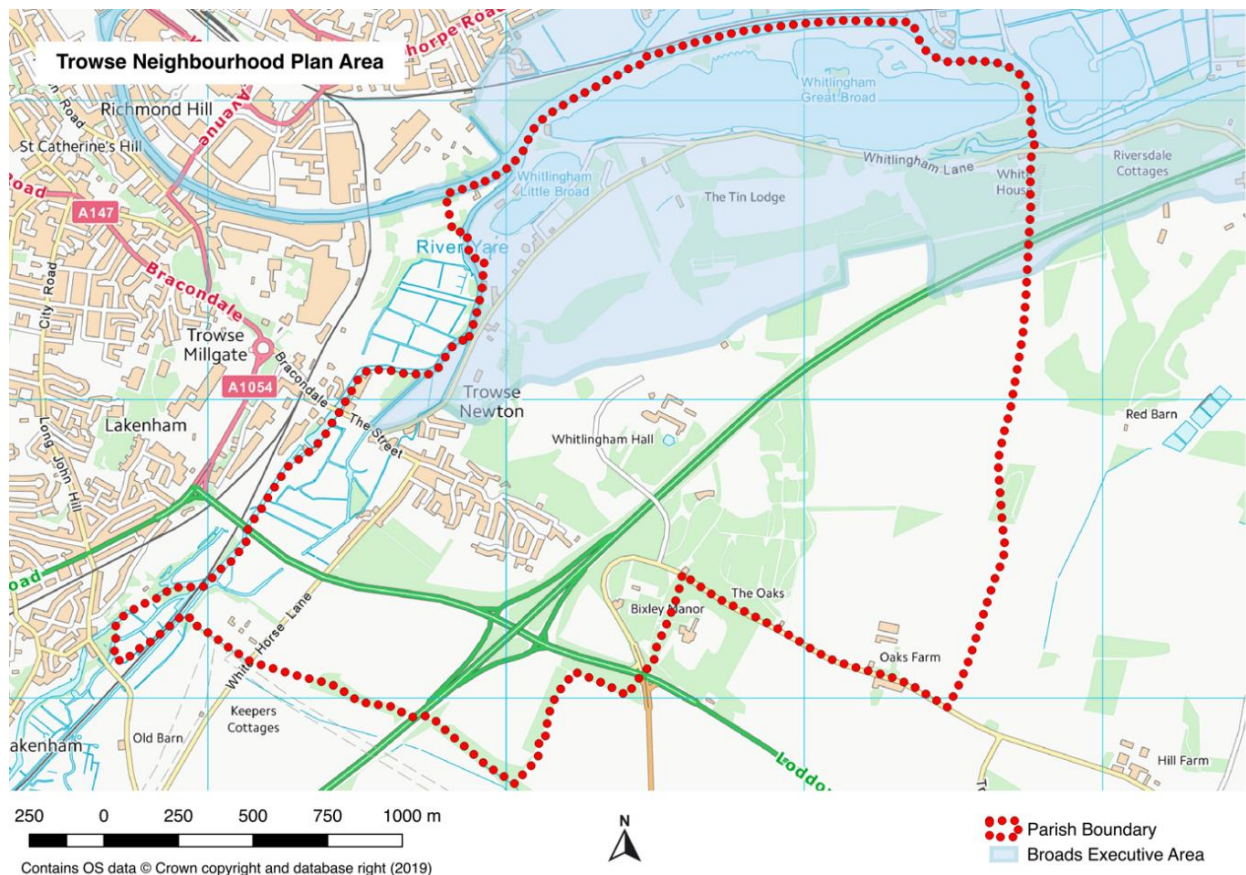 Trowse Neighbourhood Plan Area
Thorpe Road
Richmond Hill
Avenue
Road
St Catherine's Hill
Road
A147
Bracondale
City Road
Whitlingham
Great Broad
Whitlingham
Little Broad
Whitlingham Lane
Riversdale
Cottages
The Tin Lodge
River Yare
Trowse
Millgate
A1054
Bracondale
The Street
Trowse
Newton
Lakenham
Long John Hill
Whitlingham Hall
Red Barn
Bixley Manor
The Oaks
Oaks Farm
White Horse Lane
Keepers
Cottages
Old Barn
akenham
Hill Farm
250 0 250 500 750 1000 m
N
Parish Boundary
Broads Executive Area
Contains OS data © Crown copyright and database right (2019)